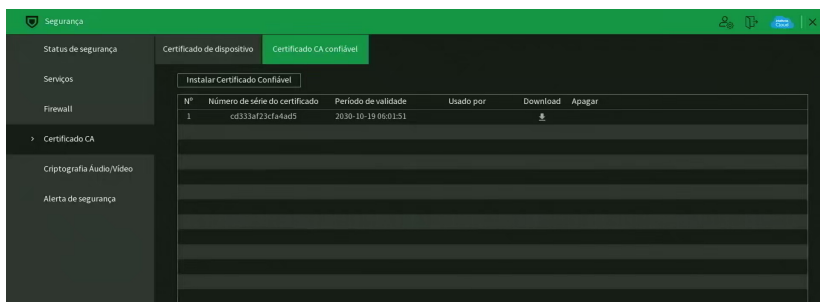 Segurança
Status de segurança
Serviços
Firewall
> Certificado CA
Criptografia Áudio/Vídeo
Alerta de segurança
Certificado de dispositivo Certificado CA confiável
Instalar Certificado Confiável
Nº Número de série do certificado Período de validade Usado por Download Apagar
1 cd333af23cfa4ad5 2030-10-19 06:01:51